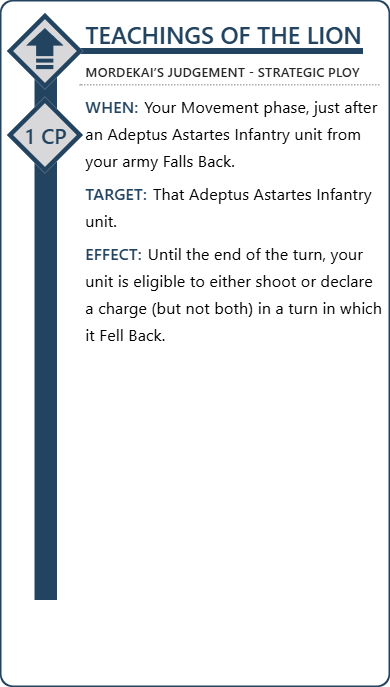 TEACHINGS OF THE LION
MORDEKAI’S JUDGEMENT - STRATEGIC PLOY
1 CP
WHEN: Your Movement phase, just after
an Adeptus Astartes Infantry unit from
your army Falls Back.
TARGET: That Adeptus Astartes Infantry
unit.
EFFECT: Until the end of the turn, your
unit is eligible to either shoot or declare
a charge (but not both) in a turn in which
it Fell Back.